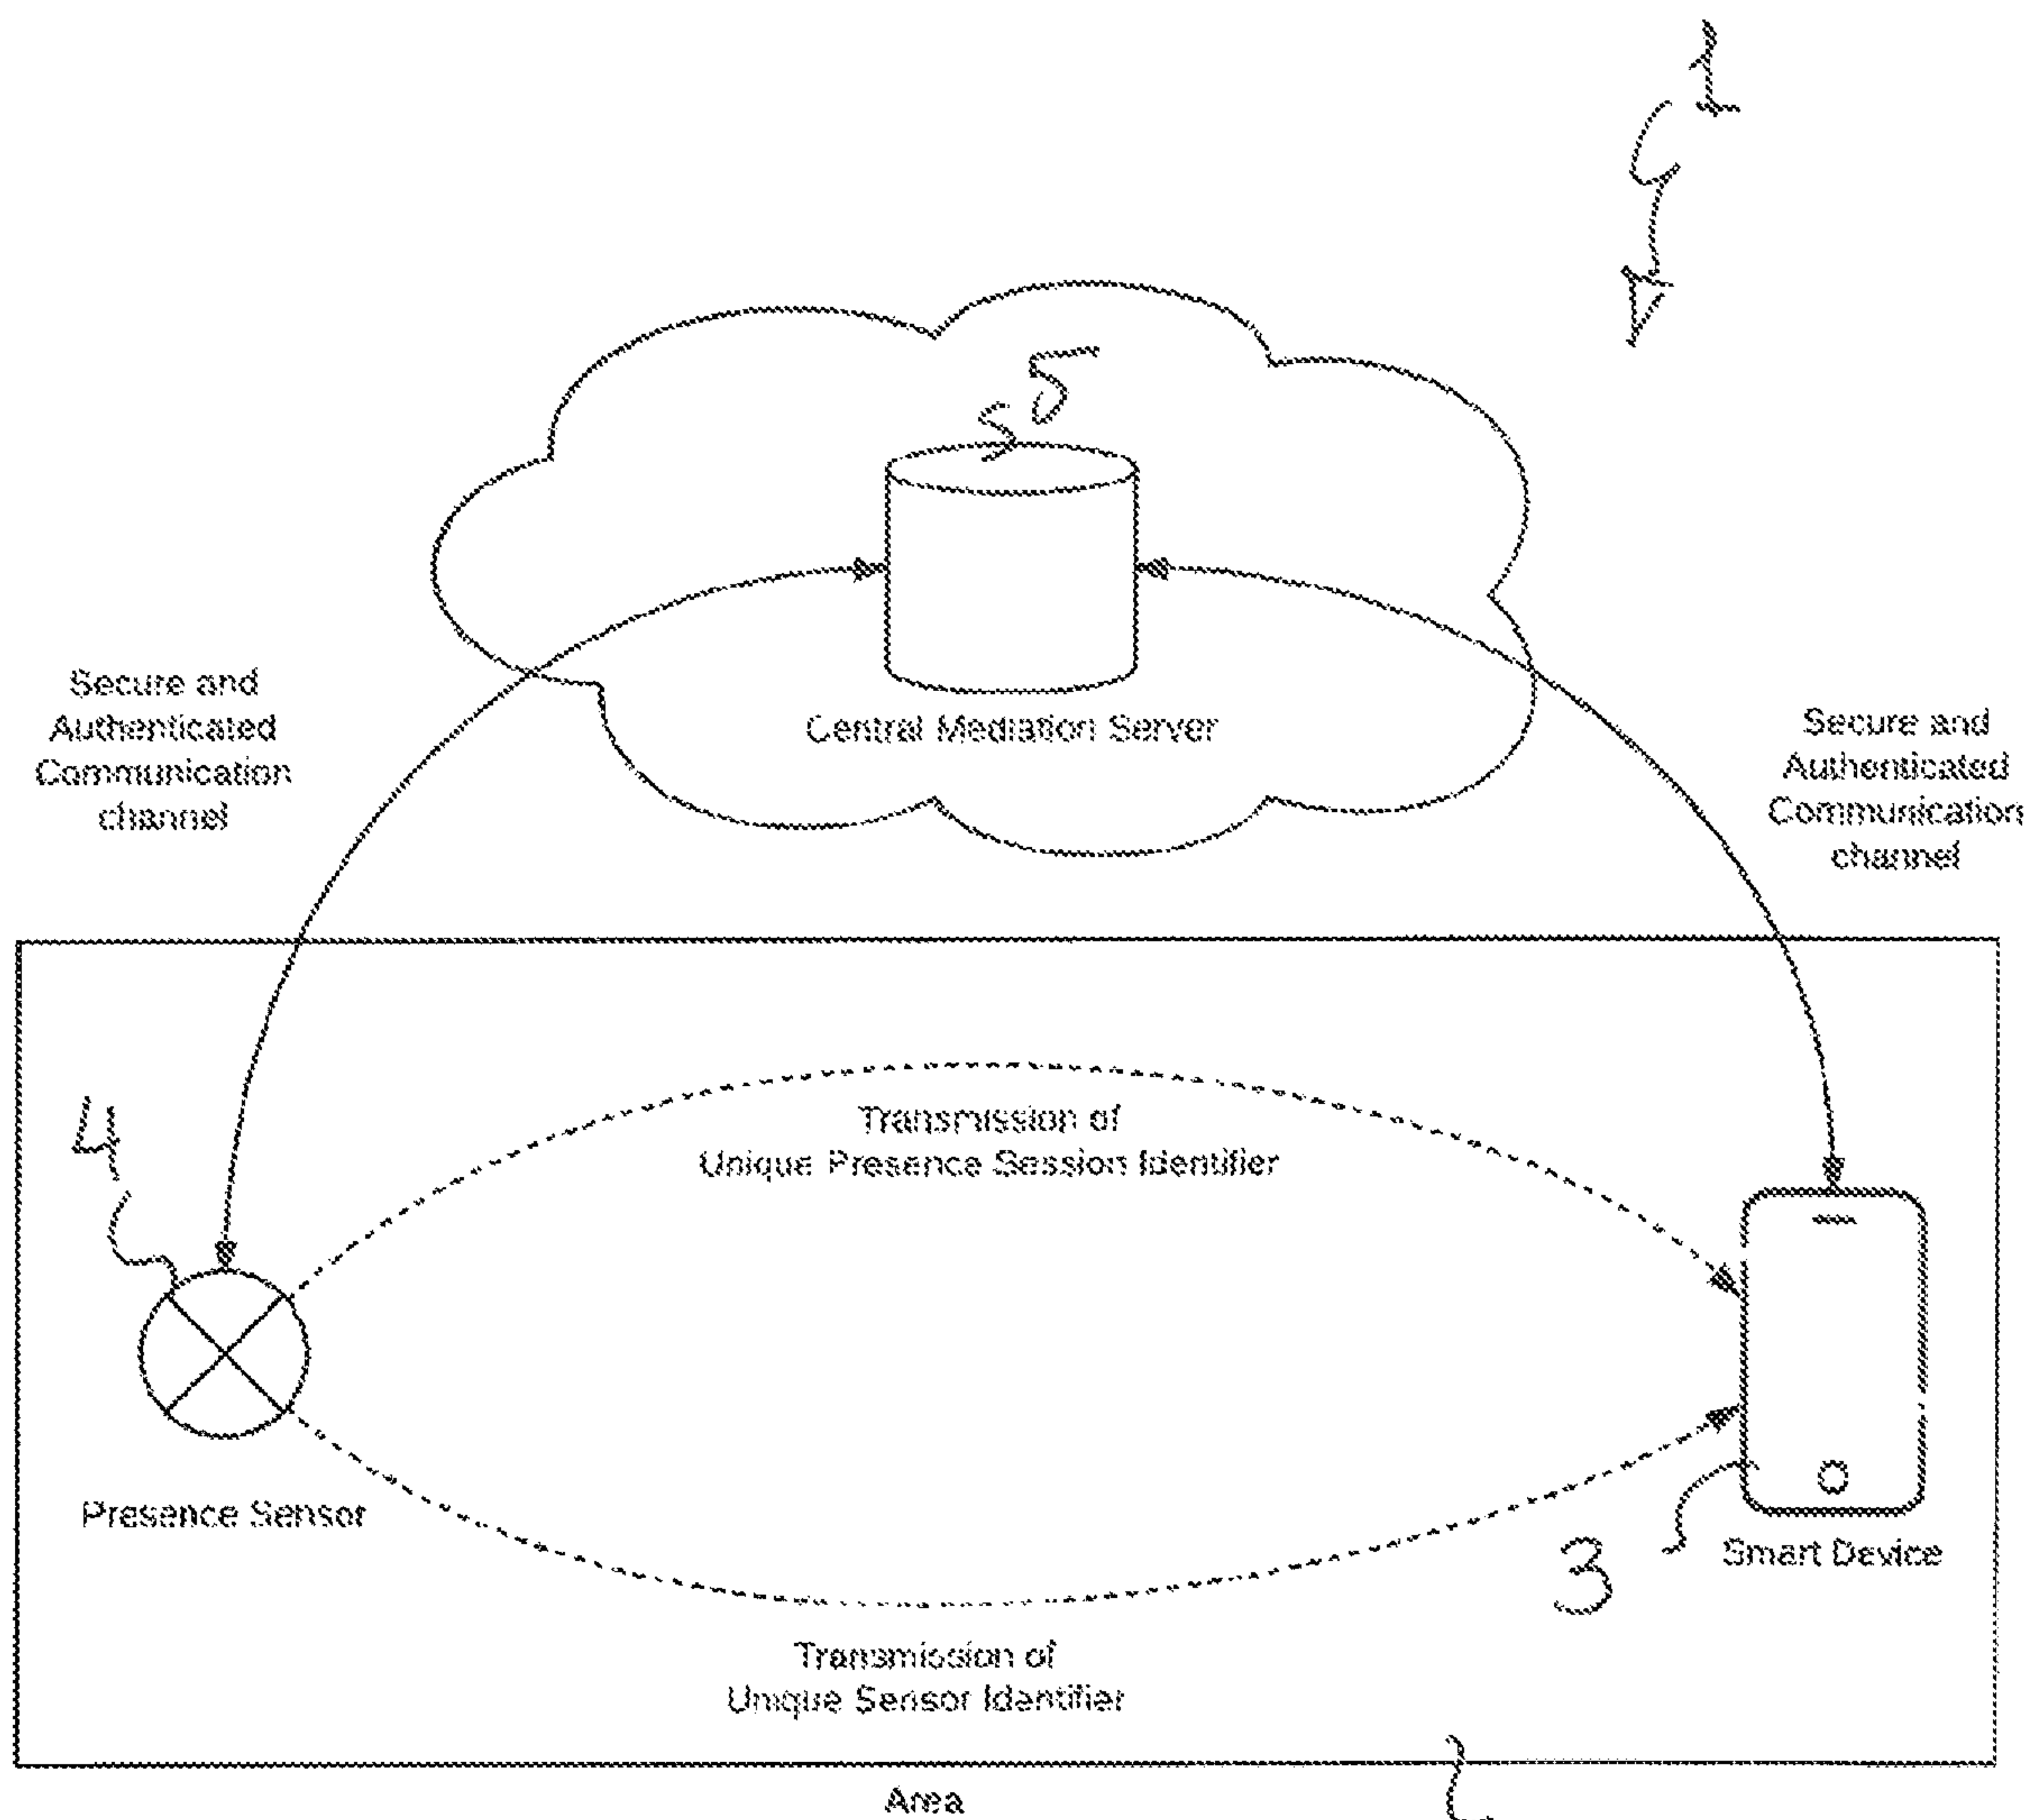 1
5
Central Mediation Server
Secure and
Authenticated
Communication
channel
Secure and
Authenticated
Communication
channel
4
Transmission of
Unique Presence Session Identifier
Presence Sensor
3
Smart Device
Transmission of
Unique Sensor Identifier
Area